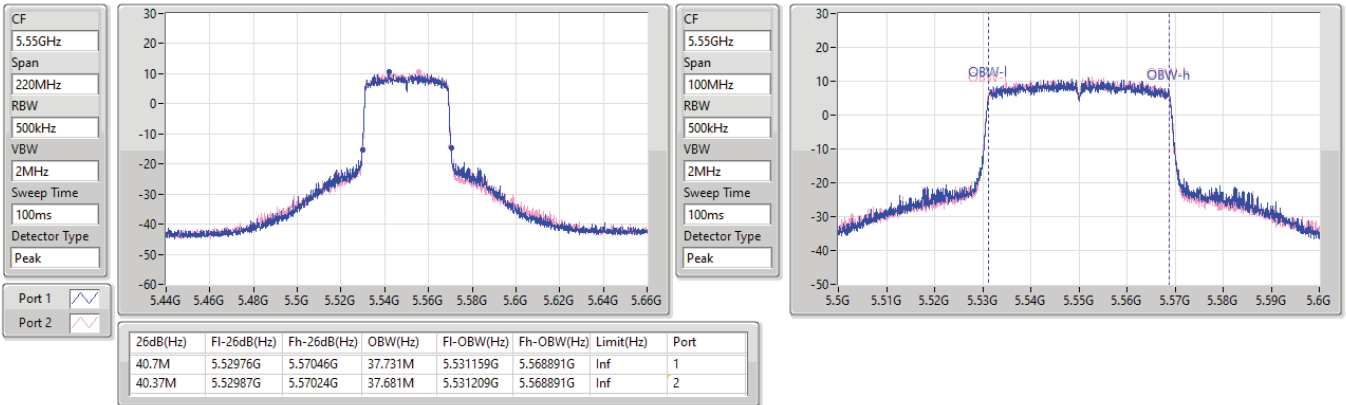 CF
5.55GHz
Span
220MHz
RBW
500kHz
VBW
2MHz
Sweep Time
100ms
Detector Type
Peak
Port 1
Port 2
30
20
10
0
-10
-20
-30
-40
-50
-60
5.44G 5.46G 5.48G 5.5G 5.52G 5.54G 5.56G 5.58G 5.6G 5.62G 5.64G 5.66G
CF
5.55GHz
Span
100MHz
RBW
500kHz
VBW
2MHz
Sweep Time
100ms
Detector Type
Peak
30
20
10
0
-10
-20
-30
-40
-50
OBW-l OBW-h
5.5G 5.51G 5.52G 5.53G 5.54G 5.55G 5.56G 5.57G 5.58G 5.59G 5.6G
26dB(Hz) Fl-26dB(Hz) Fh-26dB(Hz) OBW(Hz) Fl-OBW(Hz) Fh-OBW(Hz) Limit(Hz) Port
40.7M 5.52976G 5.57046G 37.731M 5.531159G 5.568891G Inf 1
40.37M 5.52987G 5.57024G 37.681M 5.531209G 5.568891G Inf 2